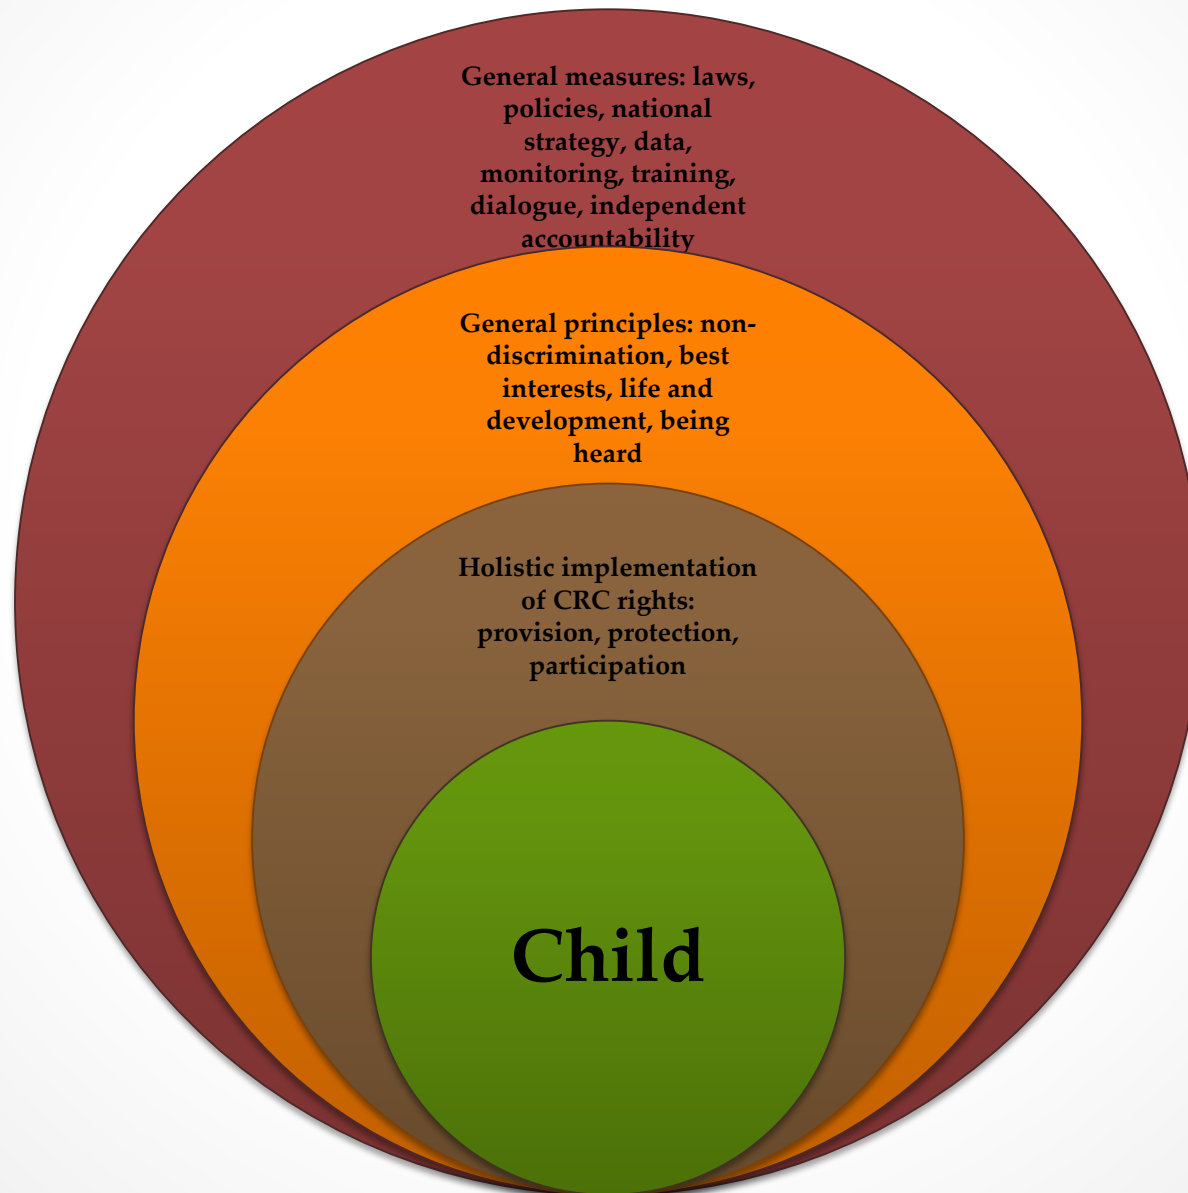 General measures: laws,
policies, national
strategy, data,
monitoring, training,
dialogue, independent
accountability
General principles: non-
discrimination, best
interests, life and
development, being
heard
Holistic implementation
of CRC rights:
provision, protection,
participation
Child